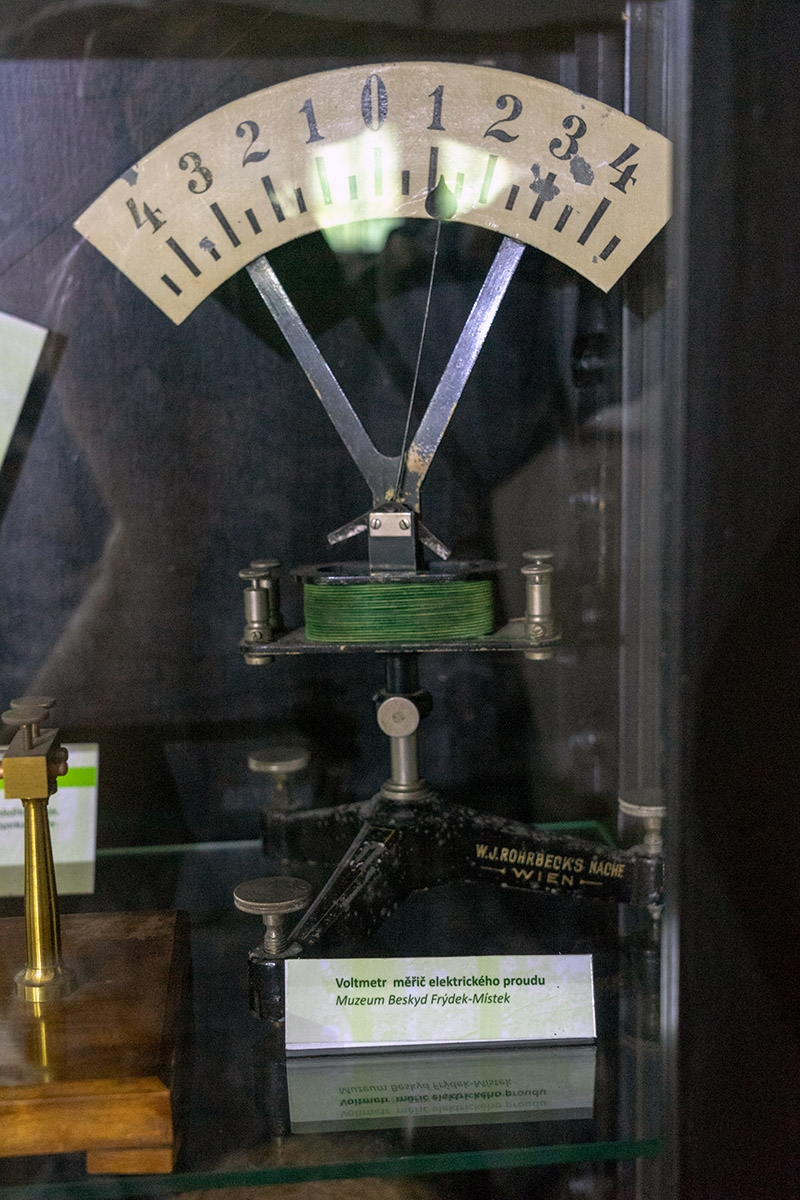 4 3 2 1 0 1 2 3 4
W.J. ROHRBECK'S NACHF
WIEN
Voltmetr měřič elektrického proudu
Muzeum Beskyd Frýdek-Místek